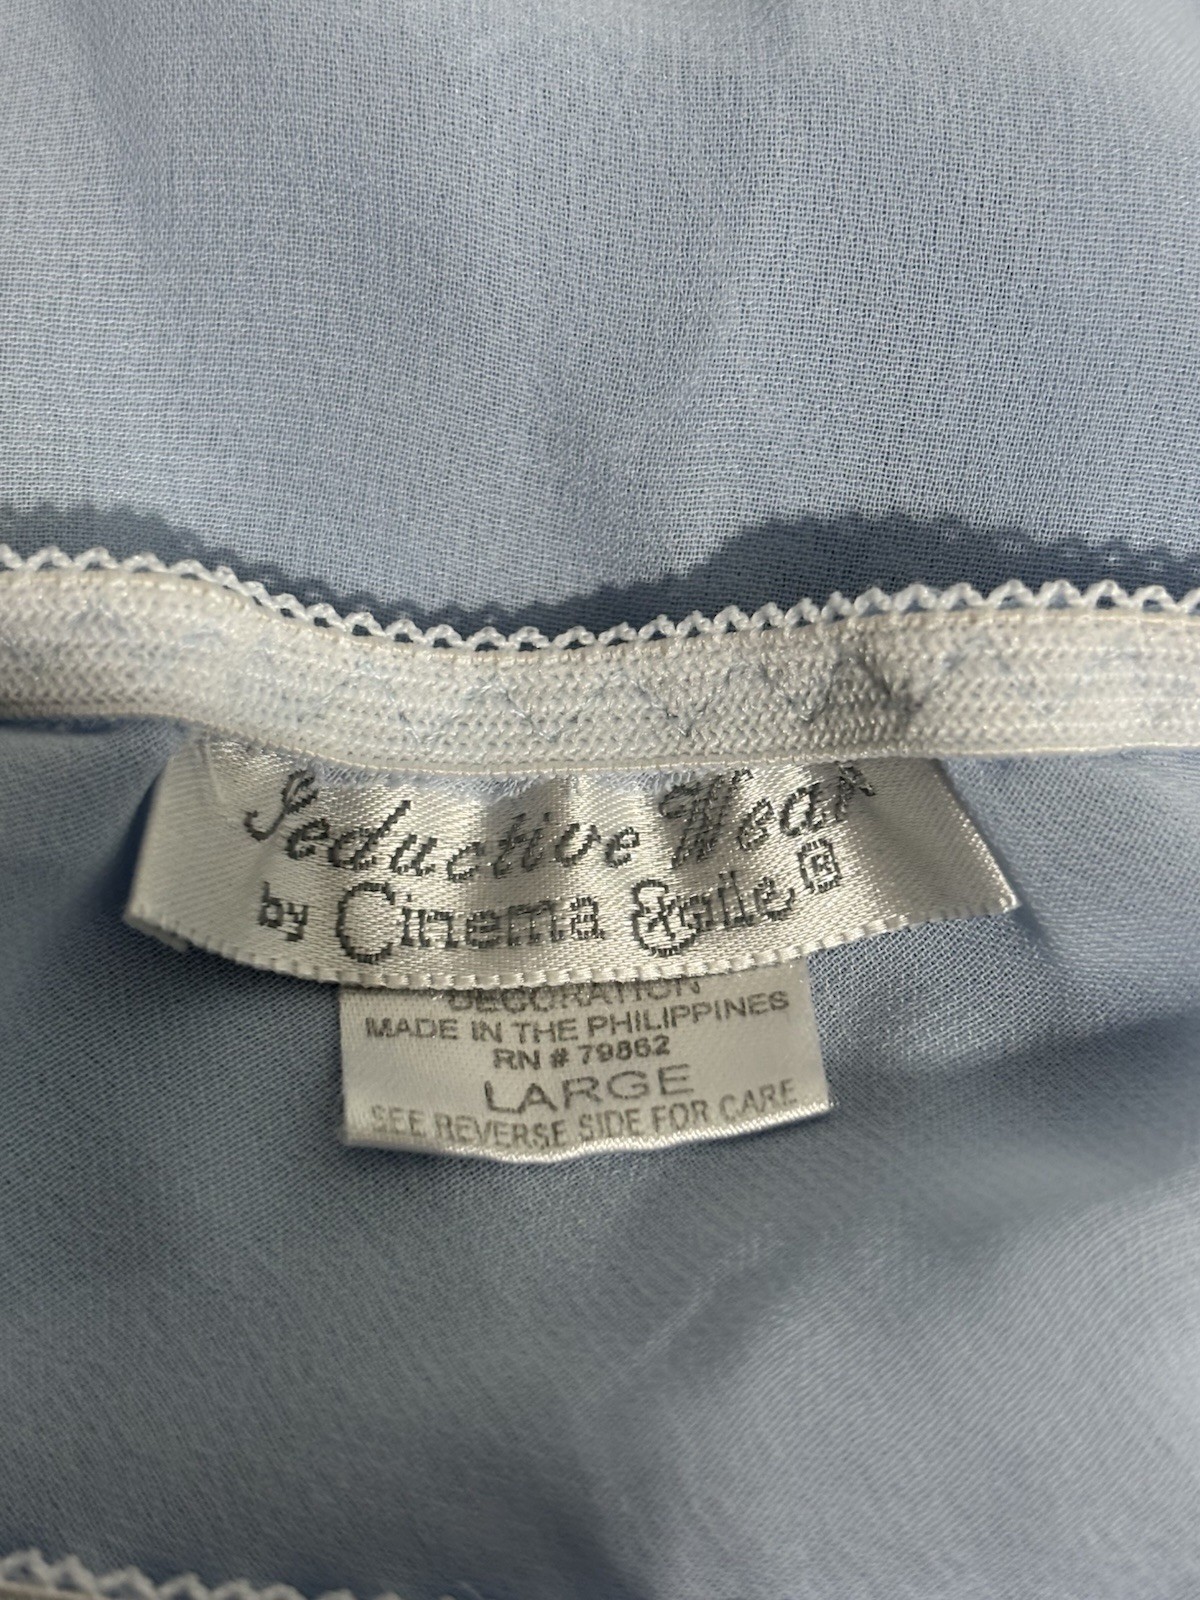 Seductive Wear
by Cinema Etoile®
DECORATION
MADE IN THE PHILIPPINES
RN # 79862
LARGE
SEE REVERSE SIDE FOR CARE